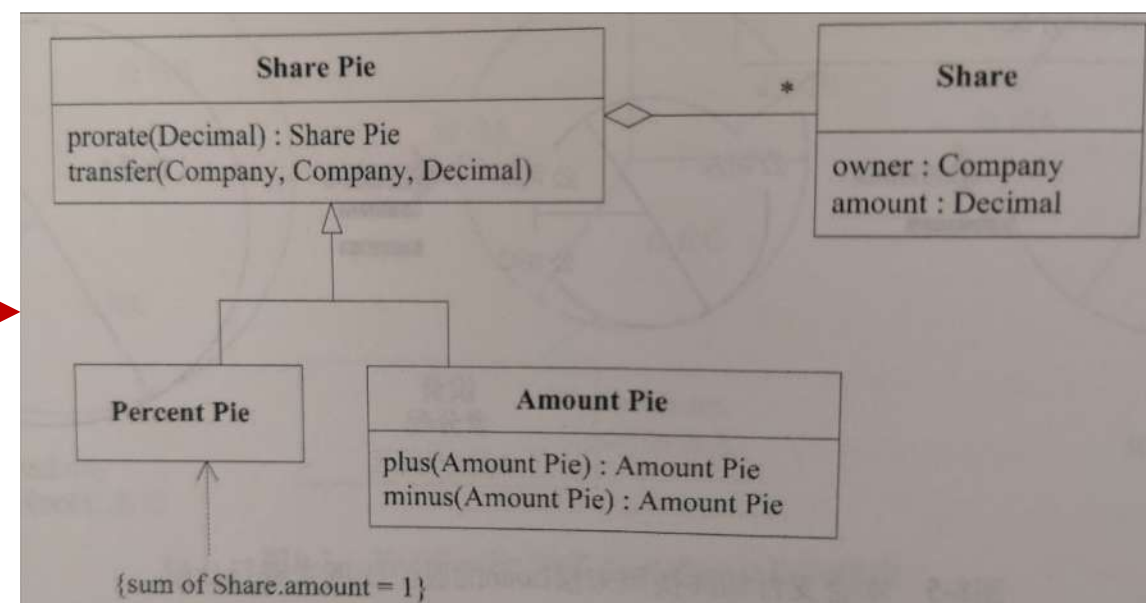 Share Pie
prorate(Decimal) : Share Pie
transfer(Company, Company, Decimal)
*
Share
owner : Company
amount : Decimal
Percent Pie
Amount Pie
plus(Amount Pie) : Amount Pie
minus(Amount Pie) : Amount Pie
{sum of Share.amount = 1}